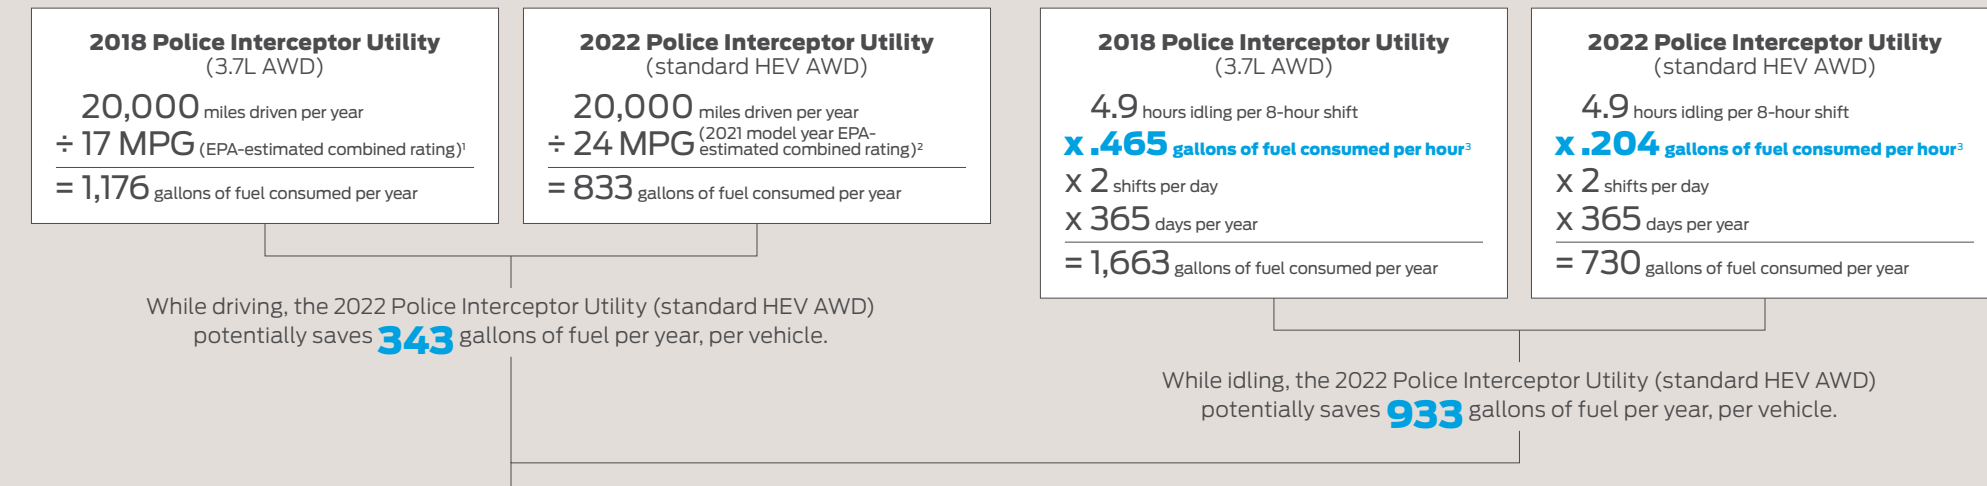 2018 Police Interceptor Utility
(3.7L AWD)
20,000 miles driven per year
÷ 17 MPG (EPA-estimated combined rating)¹
= 1,176 gallons of fuel consumed per year
2022 Police Interceptor Utility
(standard HEV AWD)
20,000 miles driven per year
÷ 24 MPG (2021 model year EPA-
estimated combined rating)²
= 833 gallons of fuel consumed per year
While driving, the 2022 Police Interceptor Utility (standard HEV AWD)
potentially saves 343 gallons of fuel per year, per vehicle.
2018 Police Interceptor Utility
(3.7L AWD)
4.9 hours idling per 8-hour shift
x .465 gallons of fuel consumed per hour³
x 2 shifts per day
x 365 days per year
= 1,663 gallons of fuel consumed per year
2022 Police Interceptor Utility
(standard HEV AWD)
4.9 hours idling per 8-hour shift
x .204 gallons of fuel consumed per hour³
x 2 shifts per day
x 365 days per year
= 730 gallons of fuel consumed per year
While idling, the 2022 Police Interceptor Utility (standard HEV AWD)
potentially saves 933 gallons of fuel per year, per vehicle.